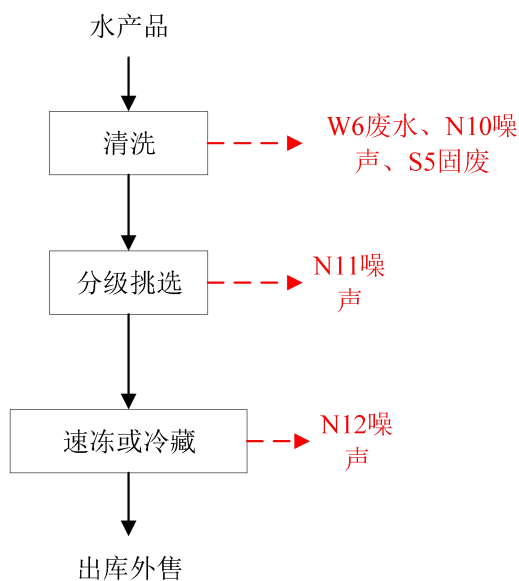 水产品
清洗
W6废水、N10噪
声、S5固废
分级挑选
N11噪
声
速冻或冷藏
N12噪
声
出库外售